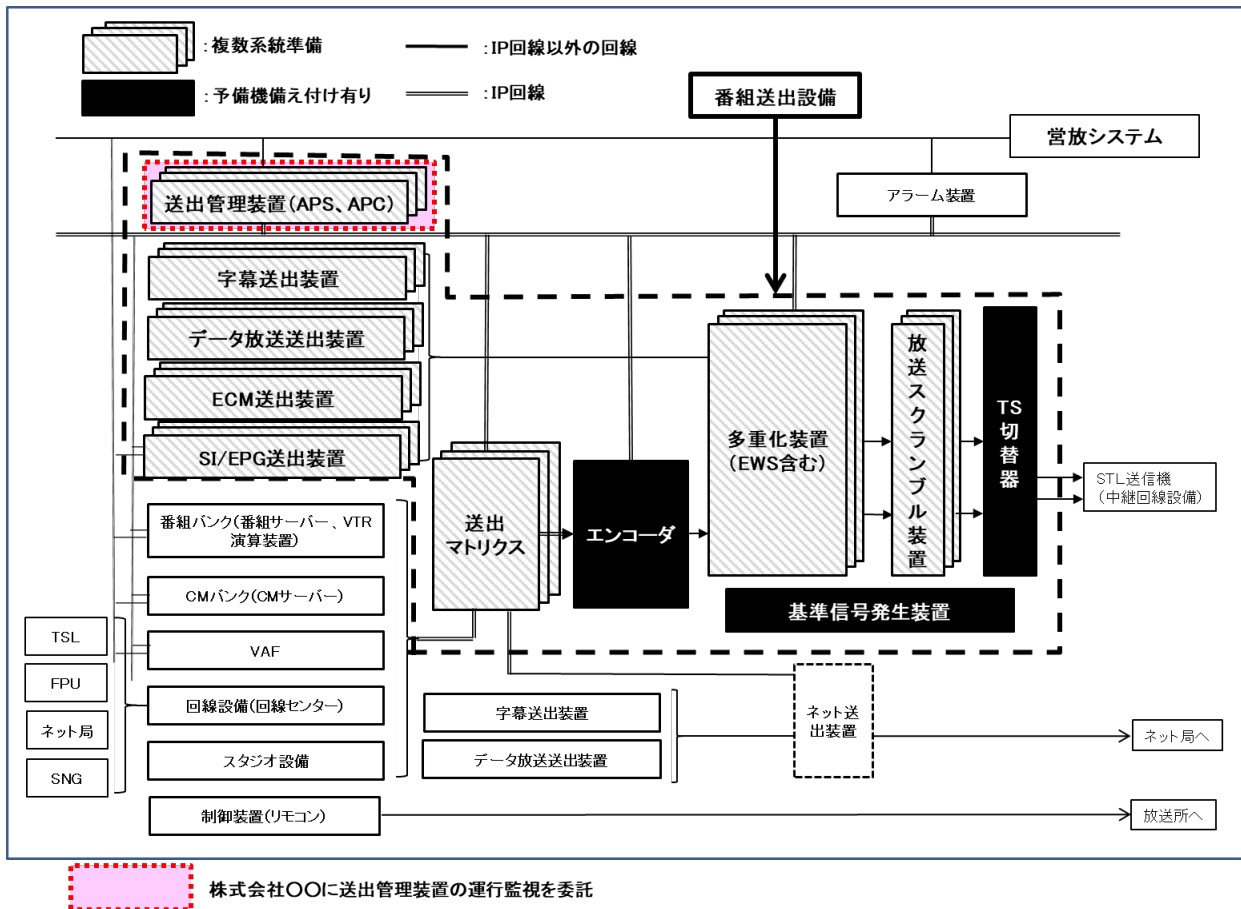 ：複数系統準備
：IP回線以外の回線
：予備機備え付け有り
：IP回線
番組送出設備
営放システム
送出管理装置(APS、APC)
アラーム装置
字幕送出装置
データ放送送出装置
ECM送出装置
SI/EPG送出装置
送出
マトリクス
エンコーダ
多重化装置
(EWS含む)
放送スクランブル装置
TS切替器
STL送信機
(中継回線設備)
基準信号発生装置
番組バンク(番組サーバー、VTR
演算装置)
CMバンク(CMサーバー)
VAF
回線設備(回線センター)
スタジオ設備
制御装置(リモコン)
TSL
FPU
ネット局
SNG
字幕送出装置
データ放送送出装置
ネット送
出装置
ネット局へ
放送所へ
株式会社〇〇に送出管理装置の運行監視を委託